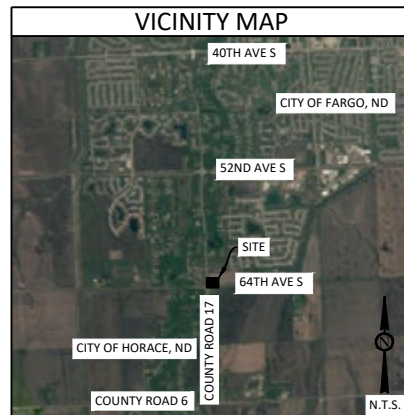 VICINITY MAP
40TH AVE S
CITY OF FARGO, ND
52ND AVE S
SITE
64TH AVE S
COUNTY ROAD 17
CITY OF HORACE, ND
COUNTY ROAD 6
N
N.T.S.